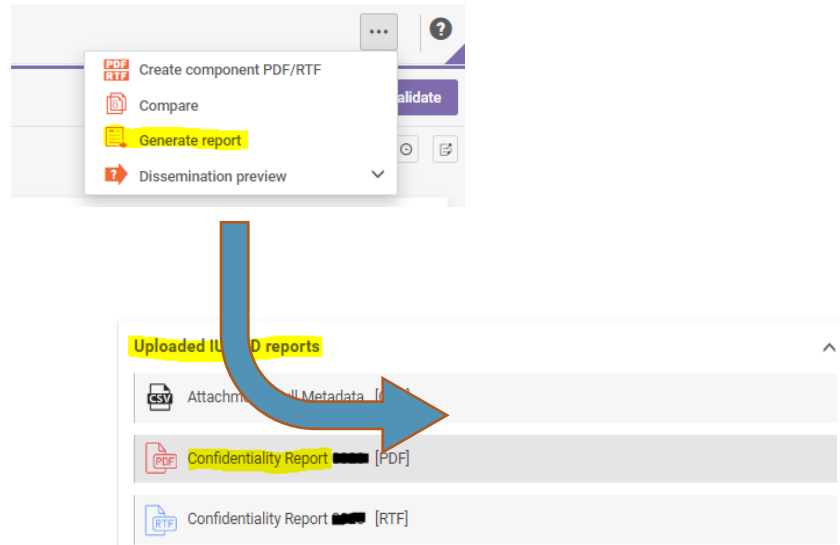 ...
?
PDF
RTF
Create component PDF/RTF
Compare
alidate
Generate report
? Dissemination preview
Uploaded IU D reports
CSV Attachm ll Metadata [
PDF Confidentiality Report [PDF]
RTF Confidentiality Report [RTF]